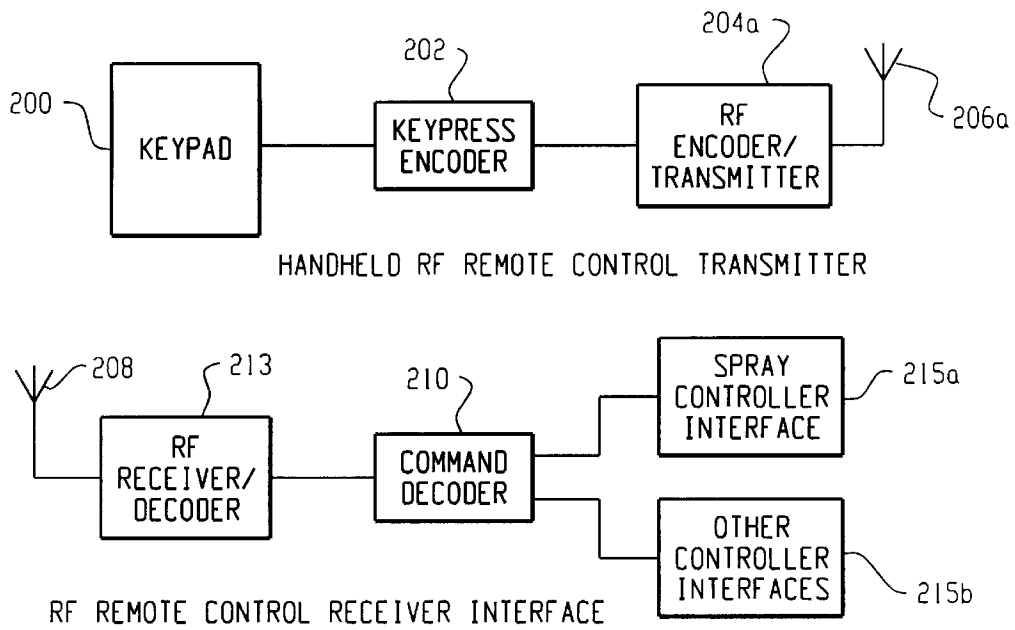 204a
202
200
206a
KEYPAD
KEYPRESS
ENCODER
RF
ENCODER/
TRANSMITTER
HANDHELD RF REMOTE CONTROL TRANSMITTER
208
213
210
215a
SPRAY
CONTROLLER
INTERFACE
RF
RECEIVER/
DECODER
COMMAND
DECODER
OTHER
CONTROLLER
INTERFACES
215b
RF REMOTE CONTROL RECEIVER INTERFACE